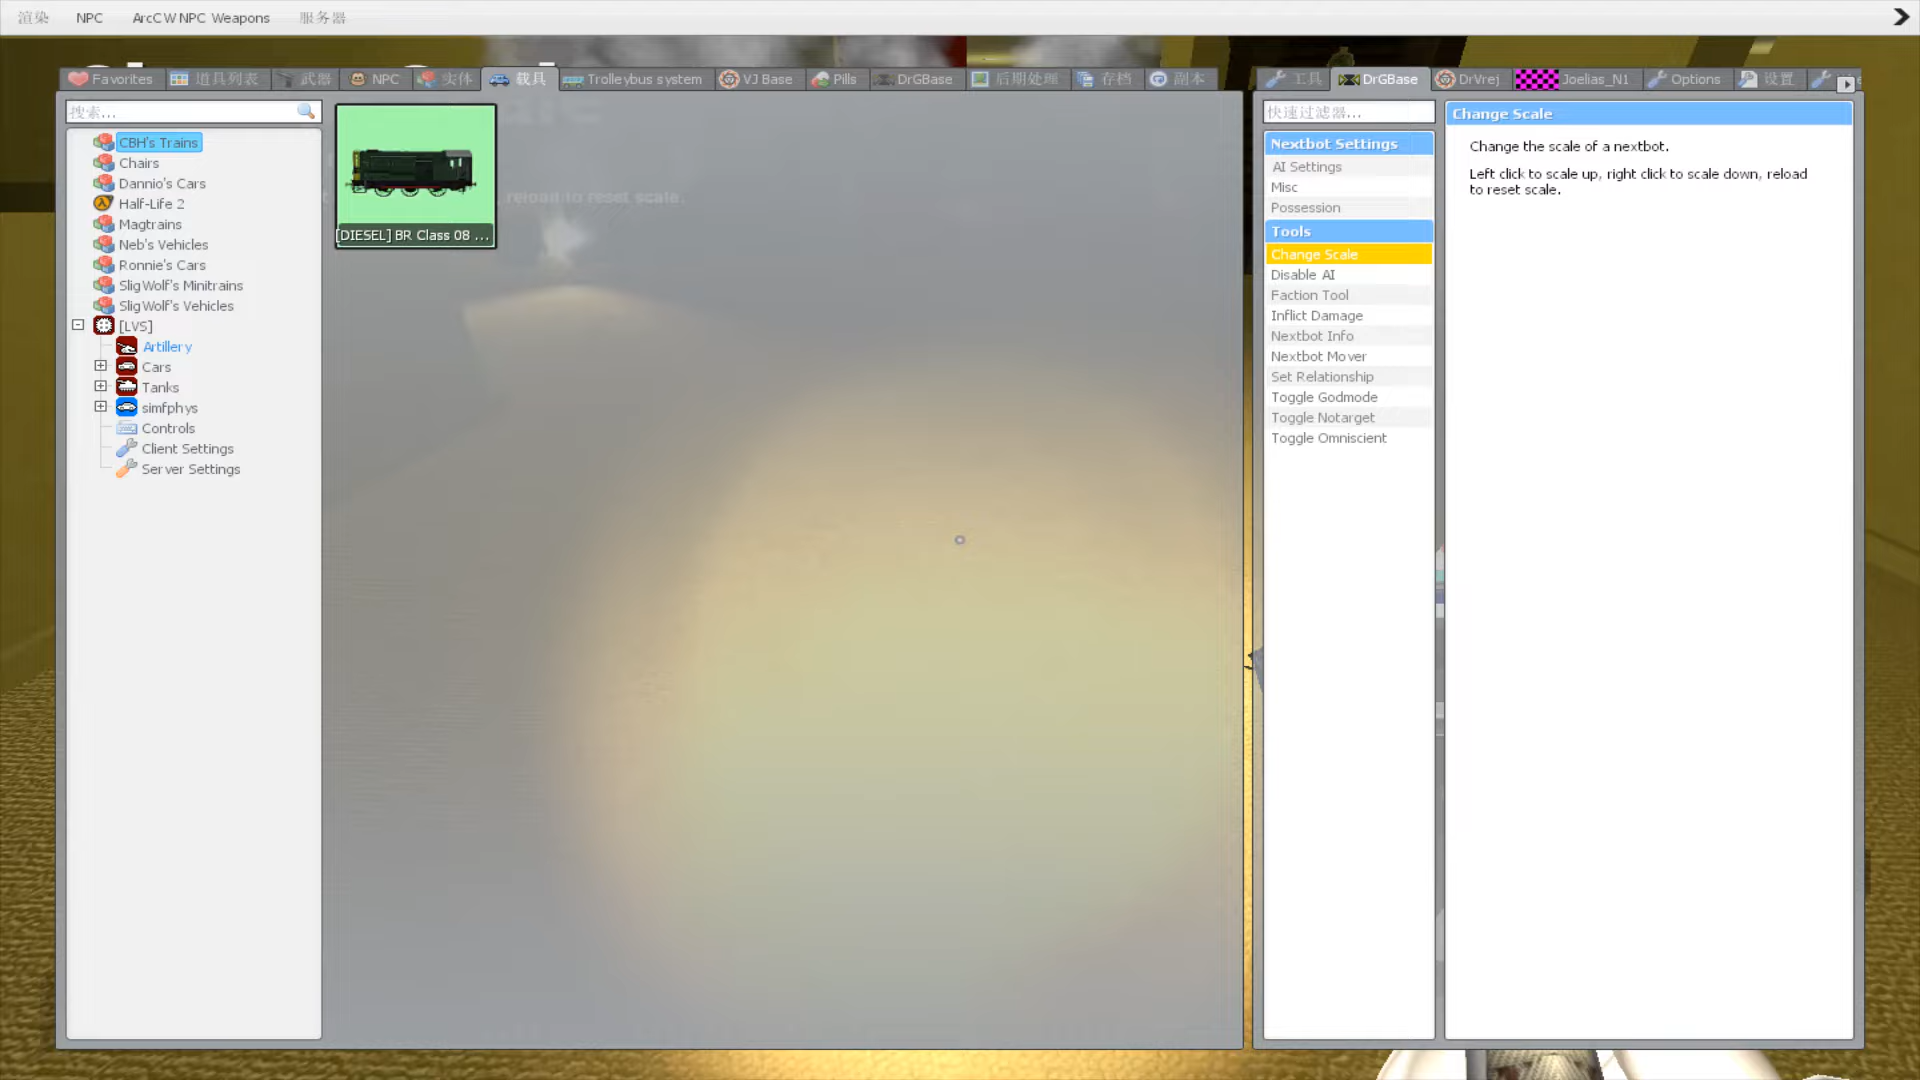 渲染 NPC ArcCW NPC Weapons 服务器
Favorites 道具列表 武器 NPC 实体 载具 Trolleybus system VJ Base Pills DrGBase 后期处理 存档 副本
工具 DrGBase DrVrej Joelias_N1 Options 设置
搜索...
CBH's Trains
Chairs
Dannio's Cars
Half-Life 2
Magtrains
Neb's Vehicles
Ronnie's Cars
SligWolf's Minitrains
SligWolf's Vehicles
[LVS]
Artillery
Cars
Tanks
simfphys
Controls
Client Settings
Server Settings
[DIESEL] BR Class 08 ...
, reload to reset scale.
快速过滤器...
Nextbot Settings
AI Settings
Misc
Possession
Tools
Change Scale
Disable AI
Faction Tool
Inflict Damage
Nextbot Info
Nextbot Mover
Set Relationship
Toggle Godmode
Toggle Notarget
Toggle Omniscient
Change Scale
Change the scale of a nextbot.
Left click to scale up, right click to scale down, reload
to reset scale.